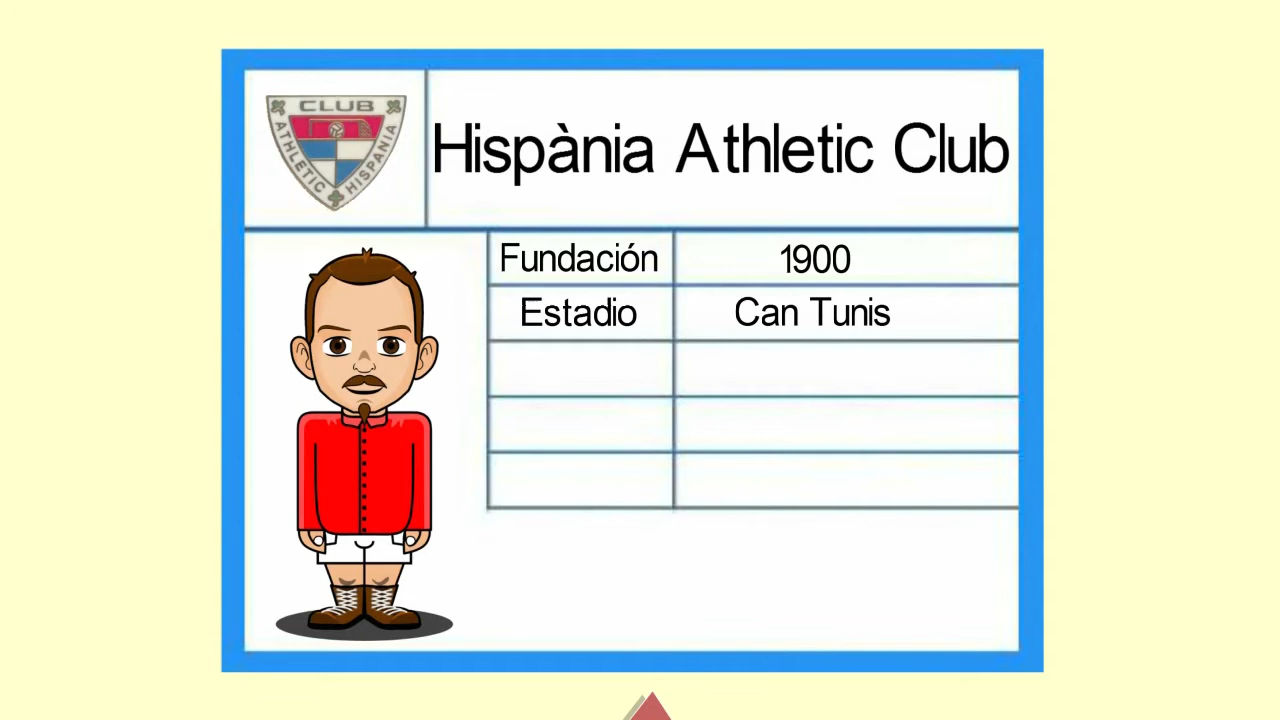 CLUB
ATHLETIC HISPANIA
Hispània Athletic Club
Fundación 1900
Estadio Can Tunis